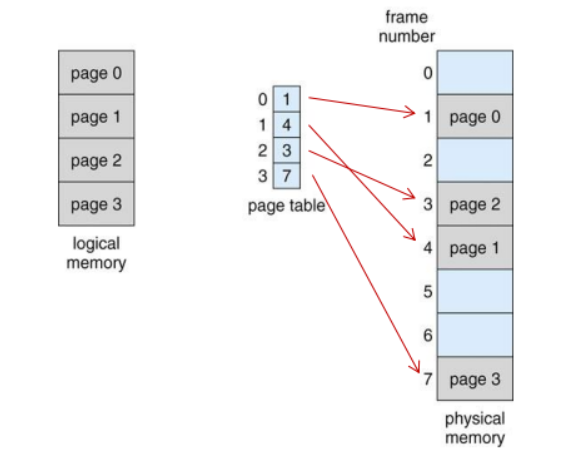 frame
number
page 0
page 1
page 2
page 3
logical
memory
0 1
1 4
2 3
3 7
page table
0
1 page 0
2
3 page 2
4 page 1
5
6
7 page 3
physical
memory